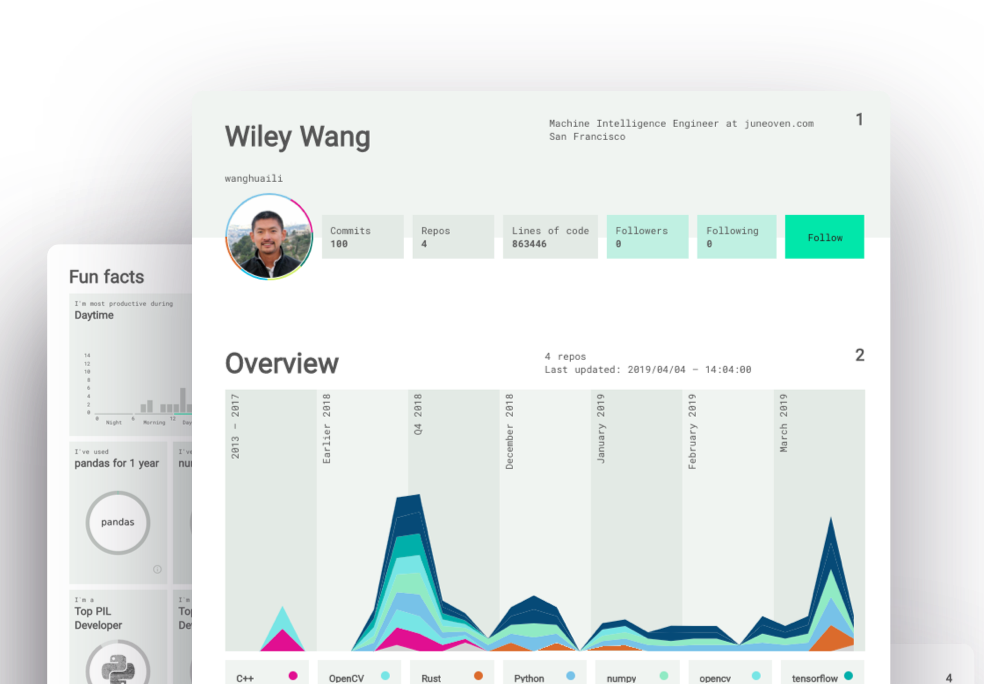 Wiley Wang
Machine Intelligence Engineer at juneoven.com
San Francisco
1
wanghuaili
Commits
100
Repos
4
Lines of code
863446
Followers
0
Following
0
Follow
Fun facts
I'm most productive during
Daytime
14
12
10
8
6
4
2
0
0 6 12
Night Morning
I've used
pandas for 1 year
pandas
I'm a
Top PIL
Developer
Overview
4 repos
Last updated: 2019/04/04 – 14:04:00
2
2013 – 2017
Earlier 2018
Q4 2018
December 2018
January 2019
February 2019
March 2019
C++
OpenCV
Rust
Python
numpy
opencv
tensorflow
4